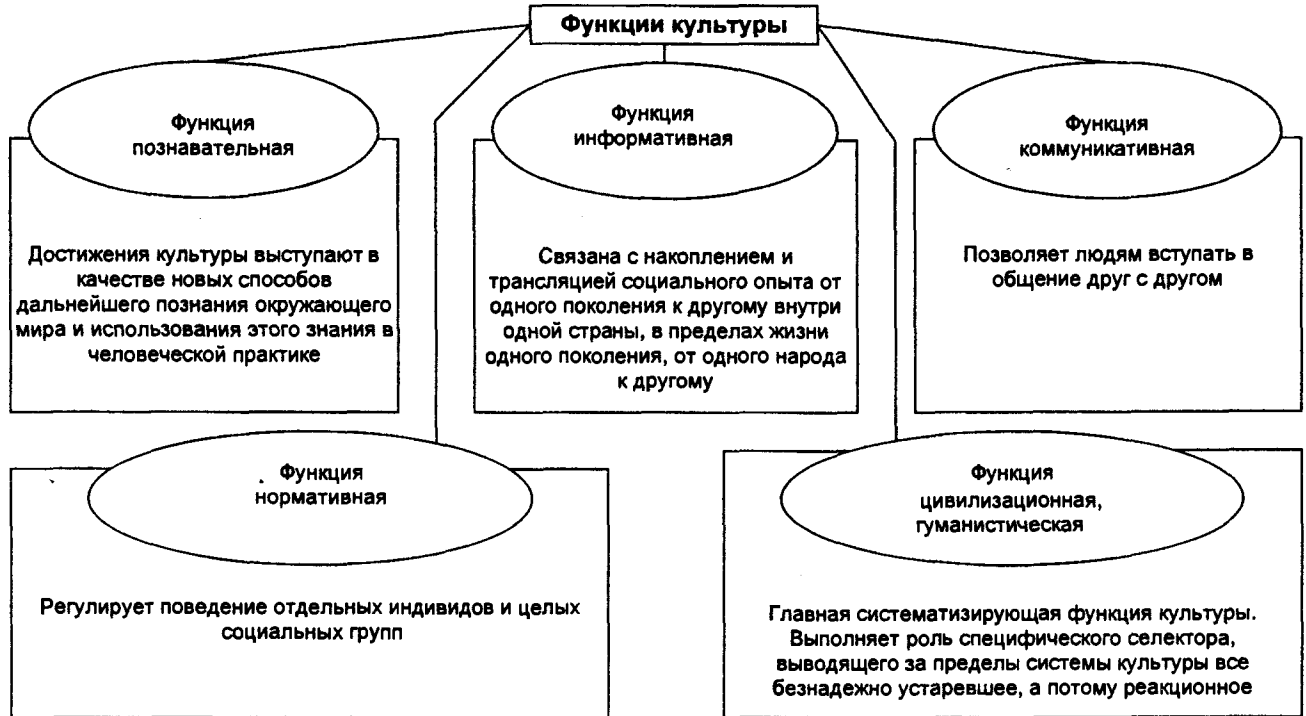 Функции культуры
Функция
познавательная
Достижения культуры выступают в
качестве новых способов
дальнейшего познания окружающего
мира и использования этого знания в
человеческой практике
Функция
информативная
Связана с накоплением и
трансляцией социального опыта от
одного поколения к другому внутри
одной страны, в пределах жизни
одного поколения, от одного народа
к другому
Функция
коммуникативная
Позволяет людям вступать в
общение друг с другом
Функция
нормативная
Регулирует поведение отдельных индивидов и целых
социальных групп
Функция
цивилизационная,
гуманистическая
Главная систематизирующая функция культуры.
Выполняет роль специфического селектора,
выводящего за пределы системы культуры все
безнадежно устаревшее, а потому реакционное